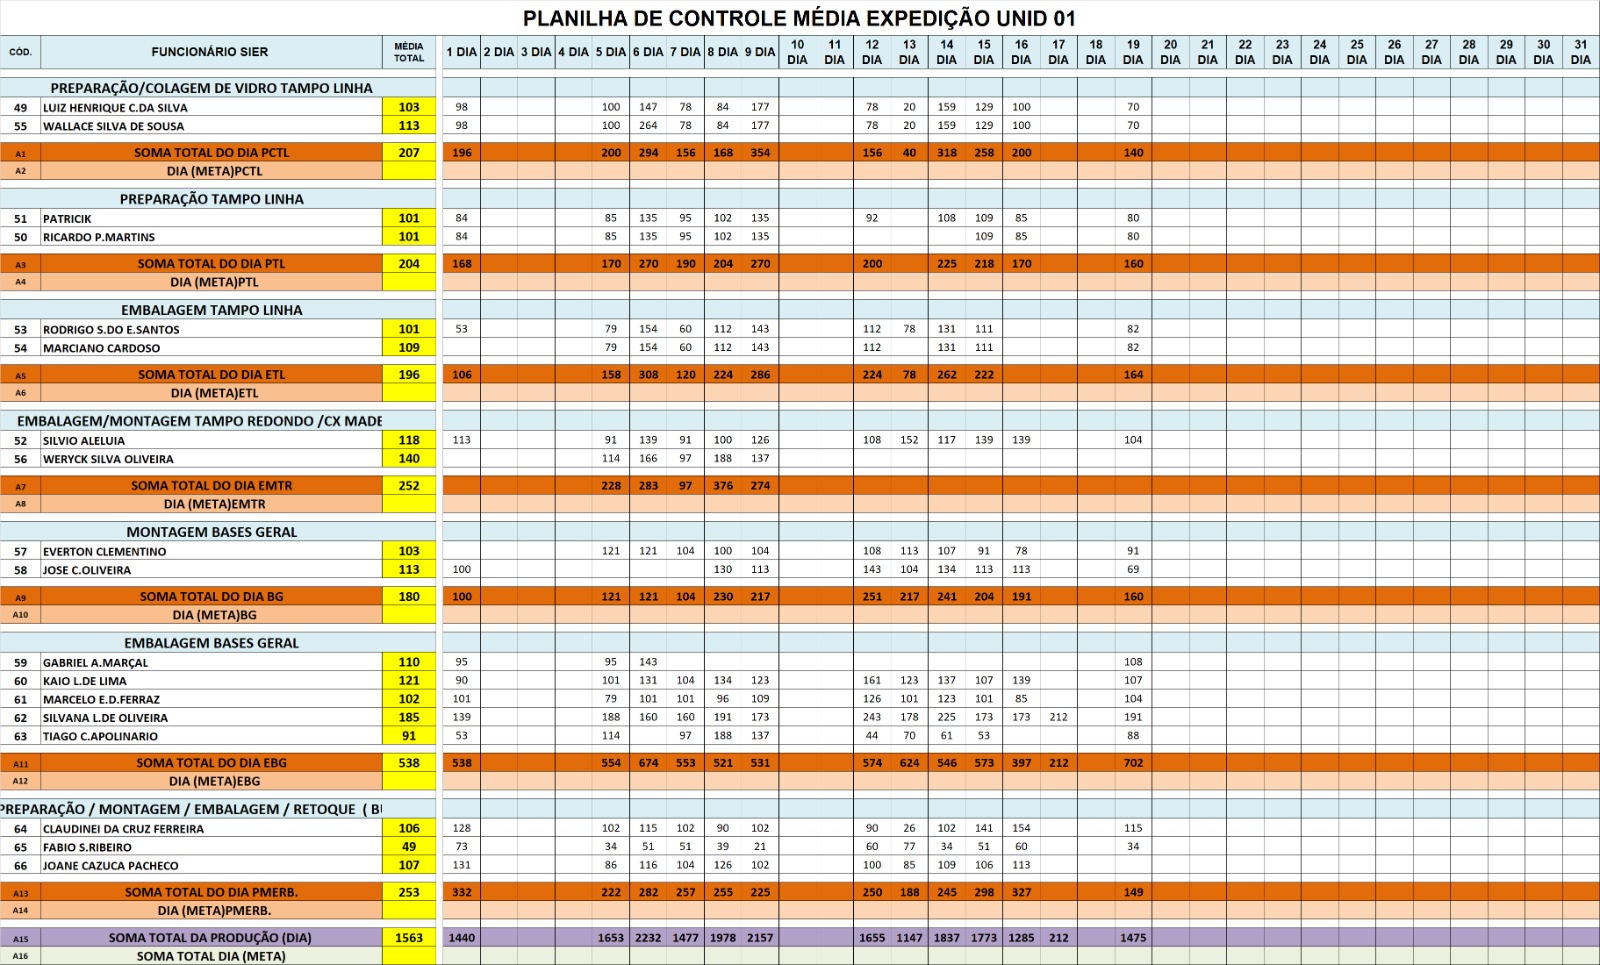 PLANILHA DE CONTROLE MÉDIA EXPEDIÇÃO UNID 01
CÓD. FUNCIONÁRIO SIER MÉDIA TOTAL 1 DIA 2 DIA 3 DIA 4 DIA 5 DIA 6 DIA 7 DIA 8 DIA 9 DIA 10 DIA 11 DIA 12 DIA 13 DIA 14 DIA 15 DIA 16 DIA 17 DIA 18 DIA 19 DIA 20 DIA 21 DIA 22 DIA 23 DIA 24 DIA 25 DIA 26 DIA 27 DIA 28 DIA 29 DIA 30 DIA 31 DIA
PREPARAÇÃO/COLAGEM DE VIDRO TAMPO LINHA
49 LUIZ HENRIQUE C.DA SILVA 103 98 100 147 78 84 177 78 20 159 129 100 70
55 WALLACE SILVA DE SOUSA 113 98 100 264 78 84 177 78 20 159 129 100 70
A1 SOMA TOTAL DO DIA PCTL 207 196 200 294 156 168 354 156 40 318 258 200 140
A2 DIA (META)PCTL
PREPARAÇÃO TAMPO LINHA
51 PATRICIK 101 84 85 135 95 102 135 92 108 109 85 80
50 RICARDO P.MARTINS 101 84 85 135 95 102 135 109 85 80
A3 SOMA TOTAL DO DIA PTL 204 168 170 270 190 204 270 200 225 218 170 160
A4 DIA (META)PTL
EMBALAGEM TAMPO LINHA
53 RODRIGO S.DO E.SANTOS 101 53 79 154 60 112 143 112 78 131 111 82
54 MARCIANO CARDOSO 109 79 154 60 112 143 112 131 111 82
A5 SOMA TOTAL DO DIA ETL 196 106 158 308 120 224 286 224 78 262 222 164
A6 DIA (META)ETL
EMBALAGEM/MONTAGEM TAMPO REDONDO /CX MADE
52 SILVIO ALELUIA 118 113 91 139 91 100 126 108 152 117 139 139 104
56 WERYCK SILVA OLIVEIRA 140 114 166 97 188 137
A7 SOMA TOTAL DO DIA EMTR 252 228 283 97 376 274
A8 DIA (META)EMTR
MONTAGEM BASES GERAL
57 EVERTON CLEMENTINO 103 121 121 104 100 104 108 113 107 91 78 91
58 JOSE C.OLIVEIRA 113 100 130 113 143 104 134 113 113 69
A9 SOMA TOTAL DO DIA BG 180 100 121 121 104 230 217 251 217 241 204 191 160
A10 DIA (META)BG
EMBALAGEM BASES GERAL
59 GABRIEL A.MARÇAL 110 95 95 143 108
60 KAIO L.DE LIMA 121 90 101 131 104 134 123 161 123 137 107 139 107
61 MARCELO E.D.FERRAZ 102 101 79 101 101 96 109 126 101 123 101 85 104
62 SILVANA L.DE OLIVEIRA 185 139 188 160 160 191 173 243 178 225 173 173 212 191
63 TIAGO C.APOLINARIO 91 53 114 97 188 137 44 70 61 53 88
A11 SOMA TOTAL DO DIA EBG 538 538 554 674 553 521 531 574 624 546 573 397 212 702
A12 DIA (META)EBG
PREPARAÇÃO / MONTAGEM / EMBALAGEM / RETOQUE ( BU
64 CLAUDINEI DA CRUZ FERREIRA 106 128 102 115 102 90 102 90 26 102 141 154 115
65 FABIO S.RIBEIRO 49 73 34 51 51 39 21 60 77 34 51 60 34
66 JOANE CAZUCA PACHECO 107 131 86 116 104 126 102 100 85 109 106 113
A13 SOMA TOTAL DO DIA PMERB. 253 332 222 282 257 255 225 250 188 245 298 327 149
A14 DIA (META)PMERB.
A15 SOMA TOTAL DA PRODUÇÃO (DIA) 1563 1440 1653 2232 1477 1978 2157 1655 1147 1837 1773 1285 212 1475
A16 SOMA TOTAL DIA (META)